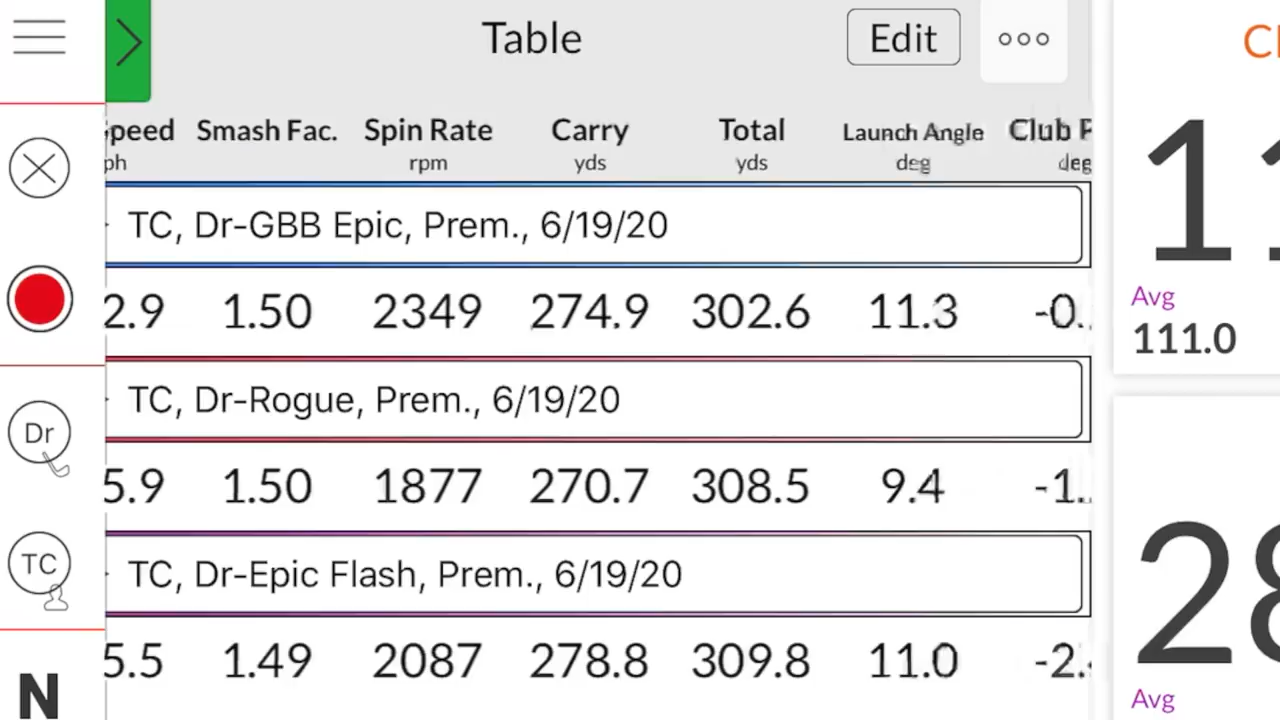 Table
Edit
Smash Fac. Spin Rate Carry Total Launch Angle Club
rpm yds yds deg deg
TC, Dr-GBB Epic, Prem., 6/19/20
2.9 1.50 2349 274.9 302.6 11.3 -0.
TC, Dr-Rogue, Prem., 6/19/20
5.9 1.50 1877 270.7 308.5 9.4 -1.
TC, Dr-Epic Flash, Prem., 6/19/20
5.5 1.49 2087 278.8 309.8 11.0 -2.
Dr
TC
N
Avg
111.0
28
Avg